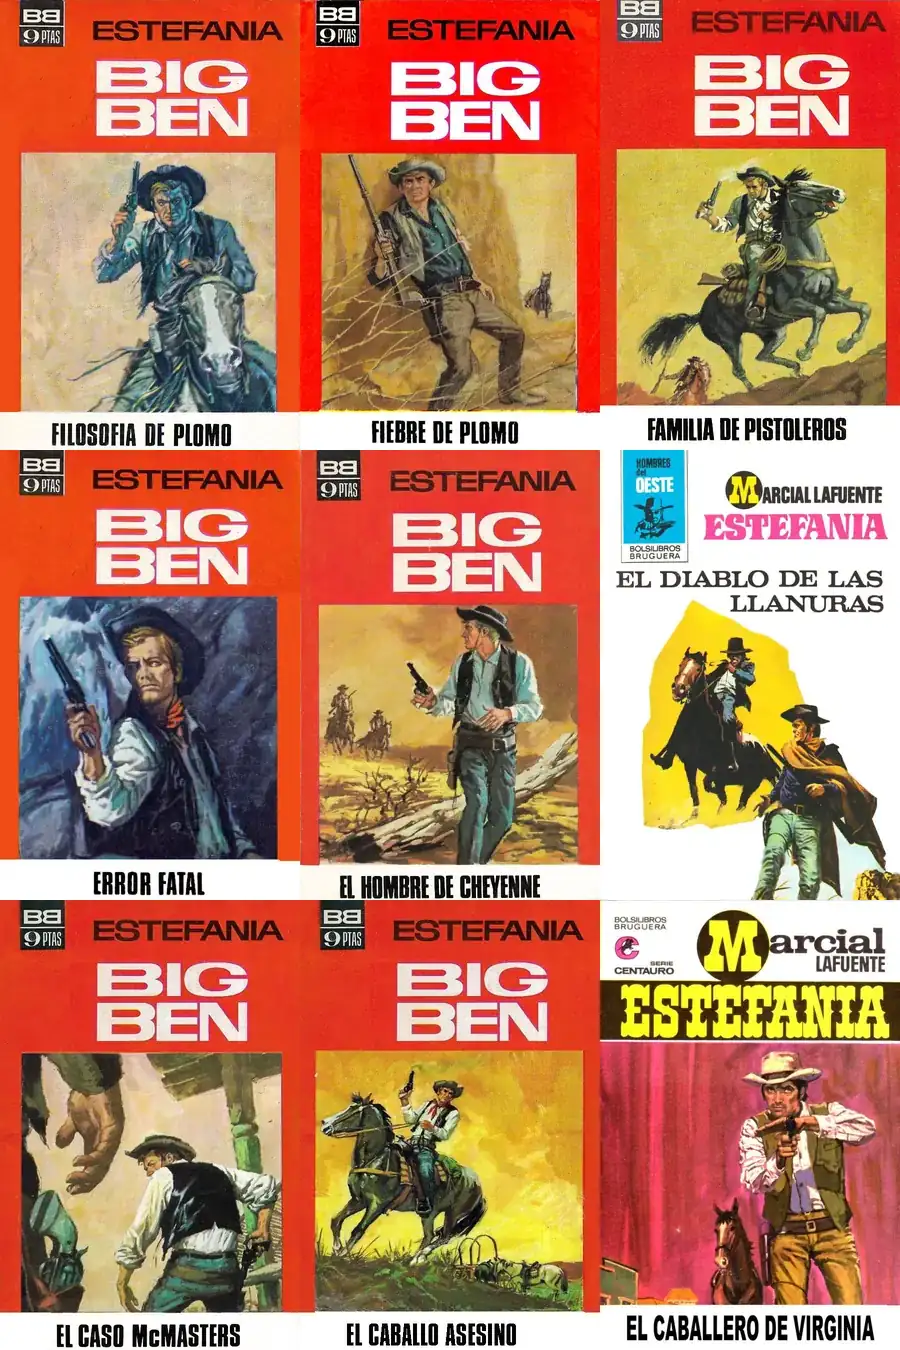 BB
9 PTAS
ESTEFANIA
BIG
BEN
FILOSOFIA DE PLOMO
BB
9 PTAS
ESTEFANIA
BIG
BEN
FIEBRE DE PLOMO
BB
9 PTAS
ESTEFANIA
BIG
BEN
FAMILIA DE PISTOLEROS
BB
9 PTAS
ESTEFANIA
BIG
BEN
ERROR FATAL
BB
9 PTAS
ESTEFANIA
BIG
BEN
EL HOMBRE DE CHEYENNE
HOMBRES
del
OESTE
BOLSILIBROS
BRUGUERA
MARCIAL LAFUENTE
ESTEFANIA
EL DIABLO DE LAS
LLANURAS
BB
9 PTAS
ESTEFANIA
BIG
BEN
EL CASO McMASTERS
BB
9 PTAS
ESTEFANIA
BIG
BEN
EL CABALLO ASESINO
BOLSILIBROS
BRUGUERA
SERIE
CENTAURO
Marcial
LAFUENTE
ESTEFANIA
EL CABALLERO DE VIRGINIA